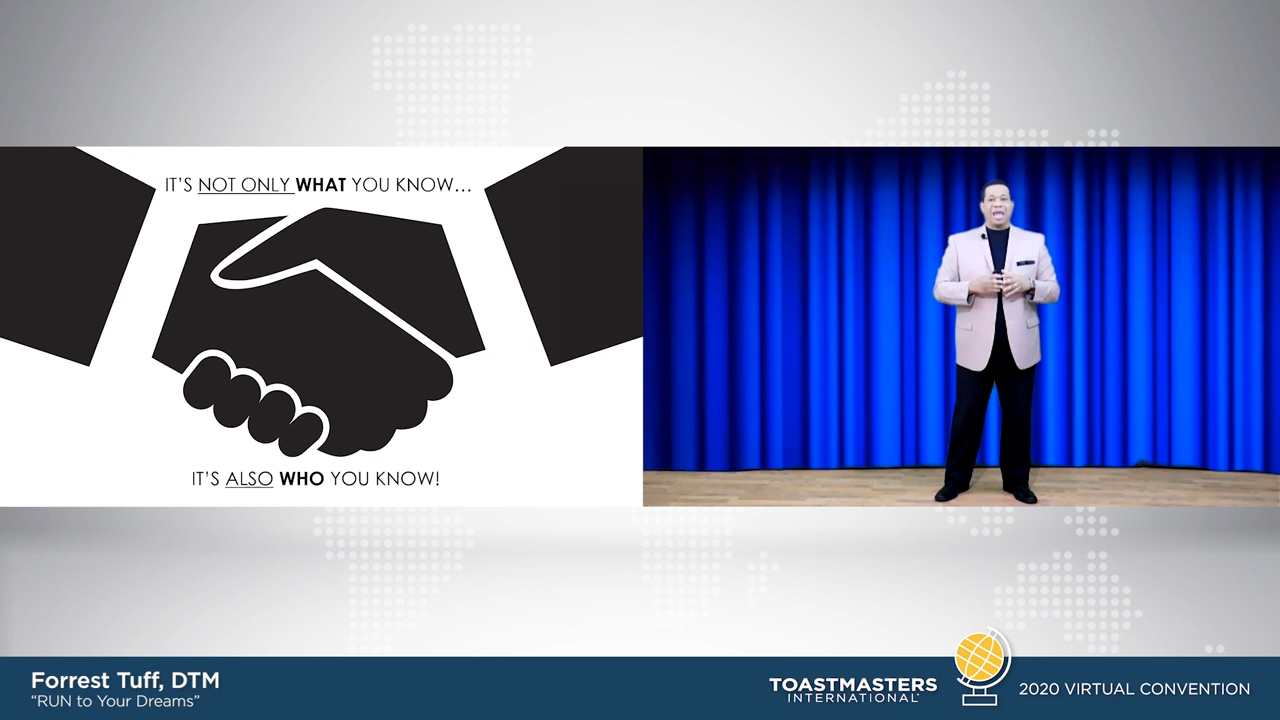 IT'S NOT ONLY WHAT YOU KNOW...
IT'S ALSO WHO YOU KNOW!
Forrest Tuff, DTM
“RUN to Your Dreams”
TOASTMASTERS
INTERNATIONAL
2020 VIRTUAL CONVENTION